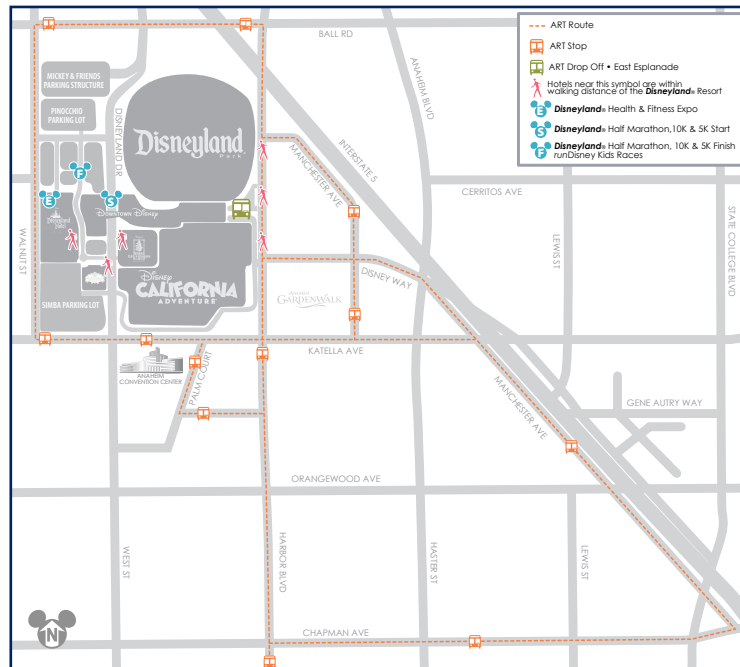 BALL RD
ART Route
ART Stop
ART Drop Off • East Esplanade
Hotels near this symbol are within
walking distance of the Disneyland® Resort
E Disneyland® Health & Fitness Expo
S Disneyland® Half Marathon,10K & 5K Start
F Disneyland® Half Marathon, 10K & 5K Finish
runDisney Kids Races
MICKEY & FRIENDS
PARKING STRUCTURE
PINOCCHIO
PARKING LOT
DISNEYLAND DR
Disneyland
Park
ANAHEIM BLVD
INTERSTATE 5
MANCHESTER AVE
CERRITOS AVE
F
E
S
DOWNTOWN DISNEY
WALNUT ST
LEWIS ST
STATE COLLEGE BLVD
DISNEY WAY
Disney
CALIFORNIA
ADVENTURE
ANAHEIM
GARDENWALK
SIMBA PARKING LOT
KATELLA AVE
ANAHEIM
CONVENTION CENTER
PALM COURT
MANCHESTER AVE
GENE AUTRY WAY
ORANGEWOOD AVE
WEST ST
HARBOR BLVD
HASTER ST
LEWIS ST
CHAPMAN AVE
N